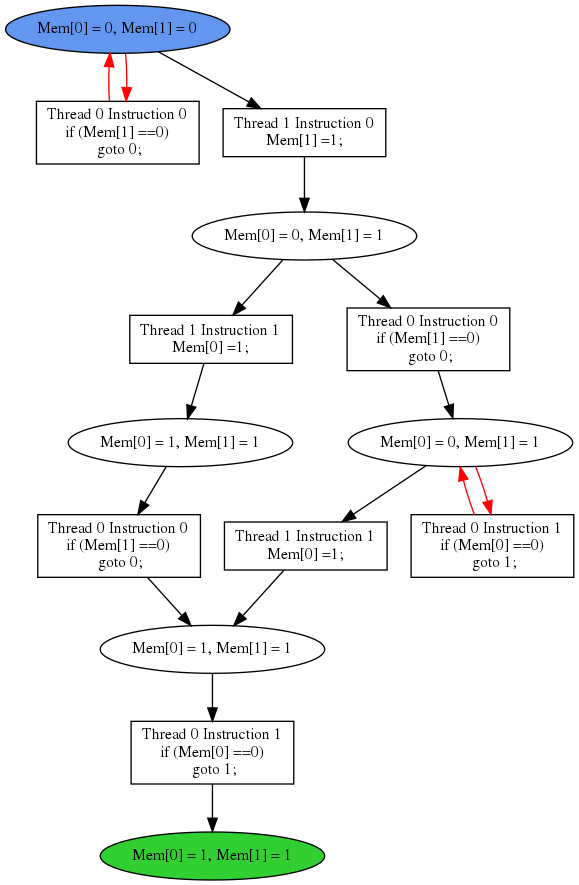 Mem[0] = 0, Mem[1] = 0
Thread 0 Instruction 0
if (Mem[1] ==0)
goto 0;
Thread 1 Instruction 0
Mem[1] =1;
Mem[0] = 0, Mem[1] = 1
Thread 1 Instruction 1
Mem[0] =1;
Thread 0 Instruction 0
if (Mem[1] ==0)
goto 0;
Mem[0] = 1, Mem[1] = 1
Mem[0] = 0, Mem[1] = 1
Thread 0 Instruction 0
if (Mem[1] ==0)
goto 0;
Thread 1 Instruction 1
Mem[0] =1;
Thread 0 Instruction 1
if (Mem[0] ==0)
goto 1;
Mem[0] = 1, Mem[1] = 1
Thread 0 Instruction 1
if (Mem[0] ==0)
goto 1;
Mem[0] = 1, Mem[1] = 1